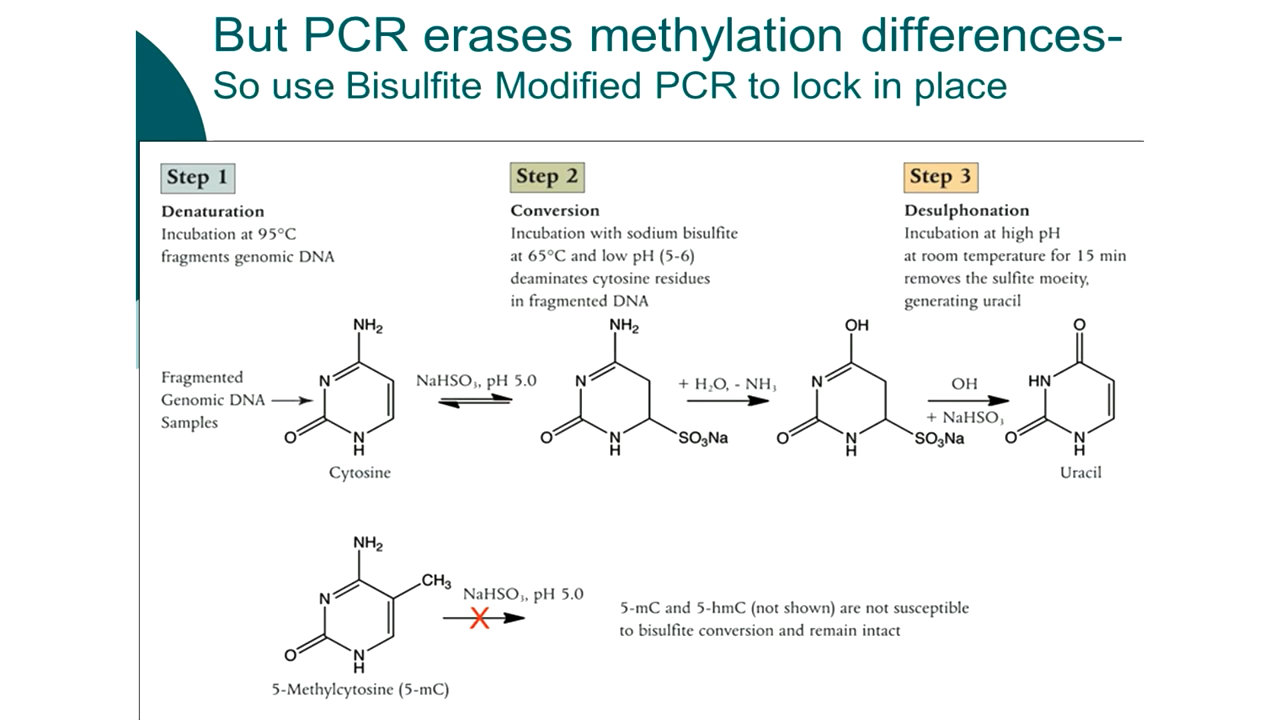 But PCR erases methylation differences-
So use Bisulfite Modified PCR to lock in place
Step 1
Denaturation
Incubation at 95°C
fragments genomic DNA
Step 2
Conversion
Incubation with sodium bisulfite
at 65°C and low pH (5-6)
deaminates cytosine residues
in fragmented DNA
Step 3
Desulphonation
Incubation at high pH
at room temperature for 15 min
removes the sulfite moeity,
generating uracil
Fragmented
Genomic DNA
Samples
NH₂
N
O
N
H
Cytosine
NaHSO₃, pH 5.0
NH₂
N
O
N
H
SO₃Na
+ H₂O, - NH₃
OH
N
O
N
H
SO₃Na
OH
+ NaHSO₃
O
HN
O
N
H
Uracil
NH₂
N
CH₃
O
N
H
5-Methylcytosine (5-mC)
NaHSO₃, pH 5.0
5-mC and 5-hmC (not shown) are not susceptible
to bisulfite conversion and remain intact